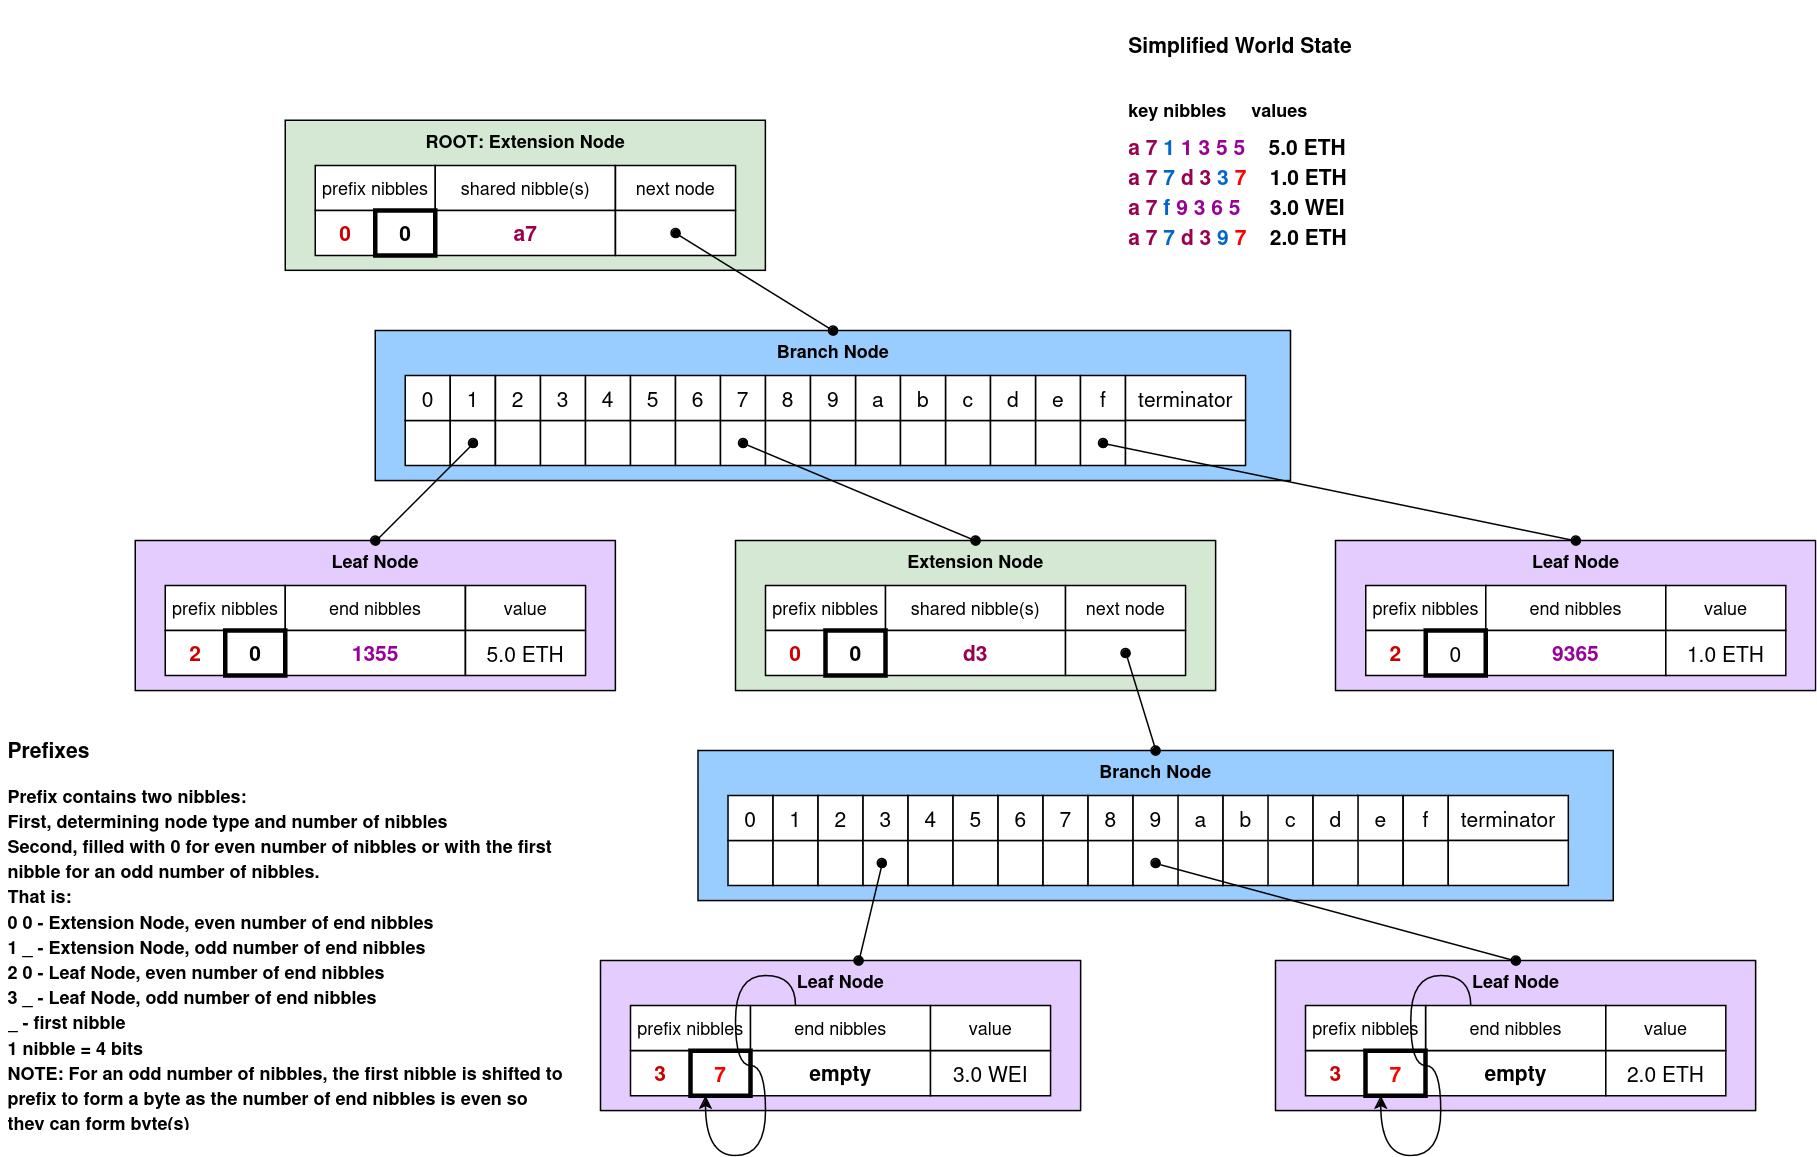 Simplified World State
key nibbles values
a 7 1 1 3 5 5 5.0 ETH
a 7 7 d 3 3 7 1.0 ETH
a 7 f 9 3 6 5 3.0 WEI
a 7 7 d 3 9 7 2.0 ETH
ROOT: Extension Node
prefix nibbles shared nibble(s) next node
0 0 a7
Branch Node
0 1 2 3 4 5 6 7 8 9 a b c d e f terminator
Leaf Node
prefix nibbles end nibbles value
2 0 1355 5.0 ETH
Extension Node
prefix nibbles shared nibble(s) next node
0 0 d3
Leaf Node
prefix nibbles end nibbles value
2 0 9365 1.0 ETH
Branch Node
0 1 2 3 4 5 6 7 8 9 a b c d e f terminator
Leaf Node
prefix nibbles end nibbles value
3 7 empty 3.0 WEI
Leaf Node
prefix nibbles end nibbles value
3 7 empty 2.0 ETH
Prefixes
Prefix contains two nibbles:
First, determining node type and number of nibbles
Second, filled with 0 for even number of nibbles or with the first
nibble for an odd number of nibbles.
That is:
0 0 - Extension Node, even number of end nibbles
1 _ - Extension Node, odd number of end nibbles
2 0 - Leaf Node, even number of end nibbles
3 _ - Leaf Node, odd number of end nibbles
_ - first nibble
1 nibble = 4 bits
NOTE: For an odd number of nibbles, the first nibble is shifted to
prefix to form a byte as the number of end nibbles is even so
they can form byte(s)